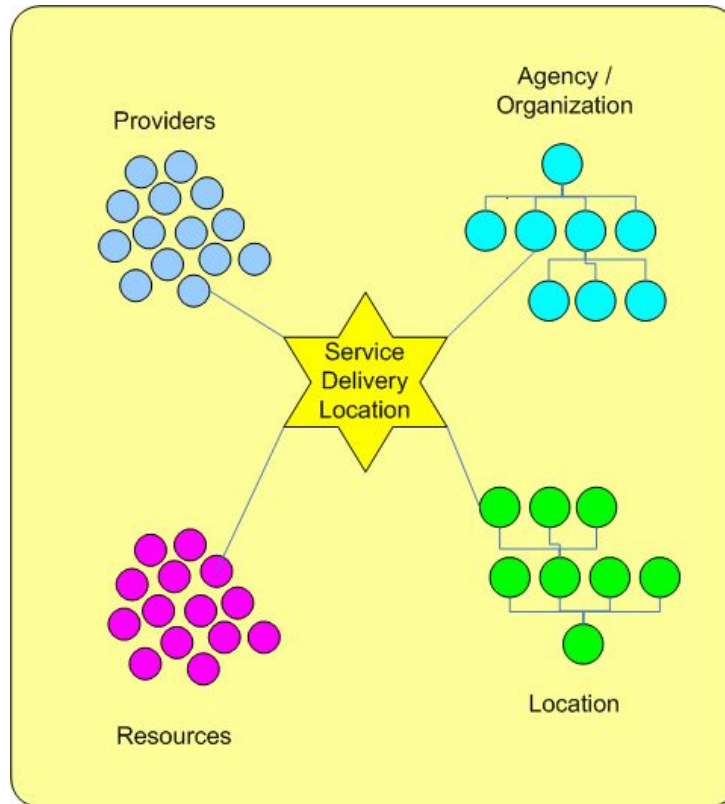 Providers
Agency /
Organization
Service
Delivery
Location
Resources
Location